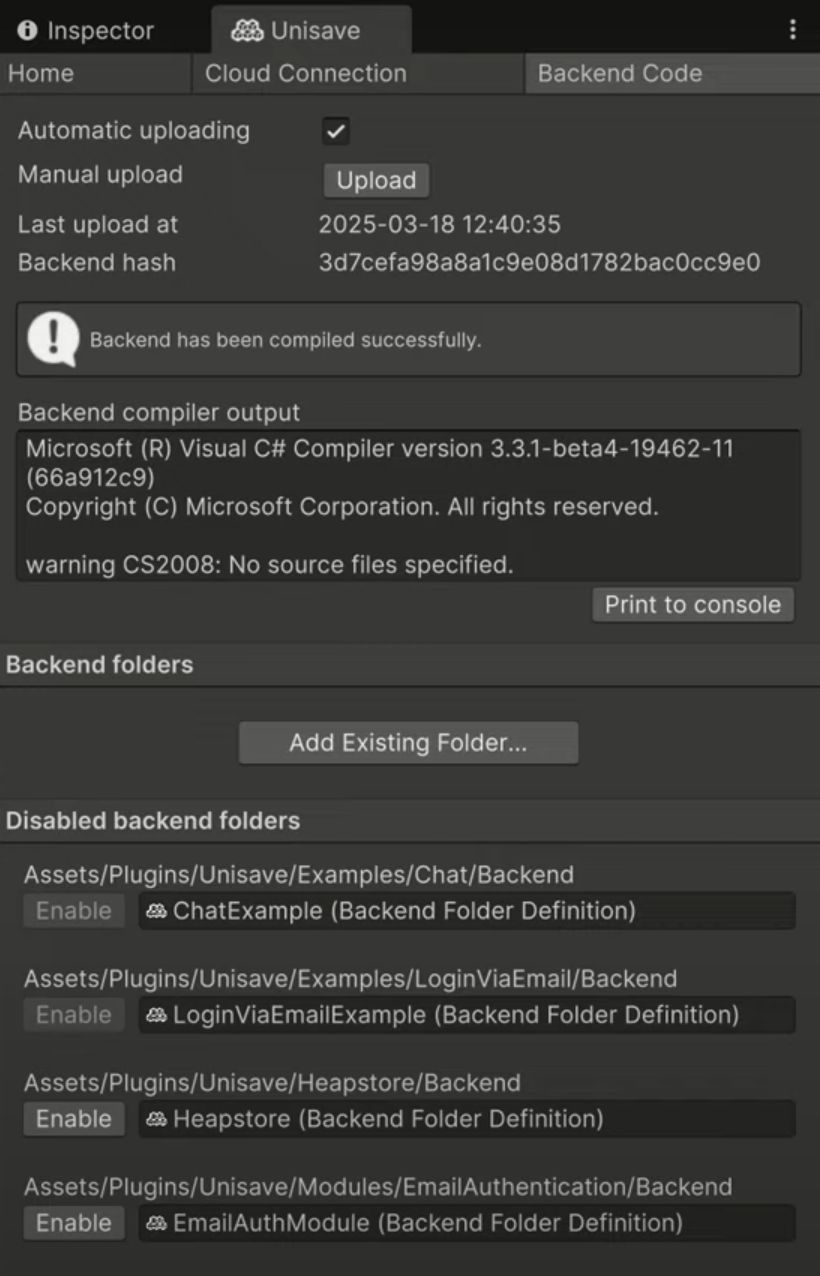 Inspector
Unisave
Home
Cloud Connection
Backend Code
Automatic uploading
Manual upload
Upload
Last upload at
2025-03-18 12:40:35
Backend hash
3d7cefa98a8a1c9e08d1782bac0cc9e0
Backend has been compiled successfully.
Backend compiler output
Microsoft (R) Visual C# Compiler version 3.3.1-beta4-19462-11
(66a912c9)
Copyright (C) Microsoft Corporation. All rights reserved.
warning CS2008: No source files specified.
Print to console
Backend folders
Add Existing Folder...
Disabled backend folders
Assets/Plugins/Unisave/Examples/Chat/Backend
Enable
ChatExample (Backend Folder Definition)
Assets/Plugins/Unisave/Examples/LoginViaEmail/Backend
Enable
LoginViaEmailExample (Backend Folder Definition)
Assets/Plugins/Unisave/Heapstore/Backend
Enable
Heapstore (Backend Folder Definition)
Assets/Plugins/Unisave/Modules/EmailAuthentication/Backend
Enable
EmailAuthModule (Backend Folder Definition)